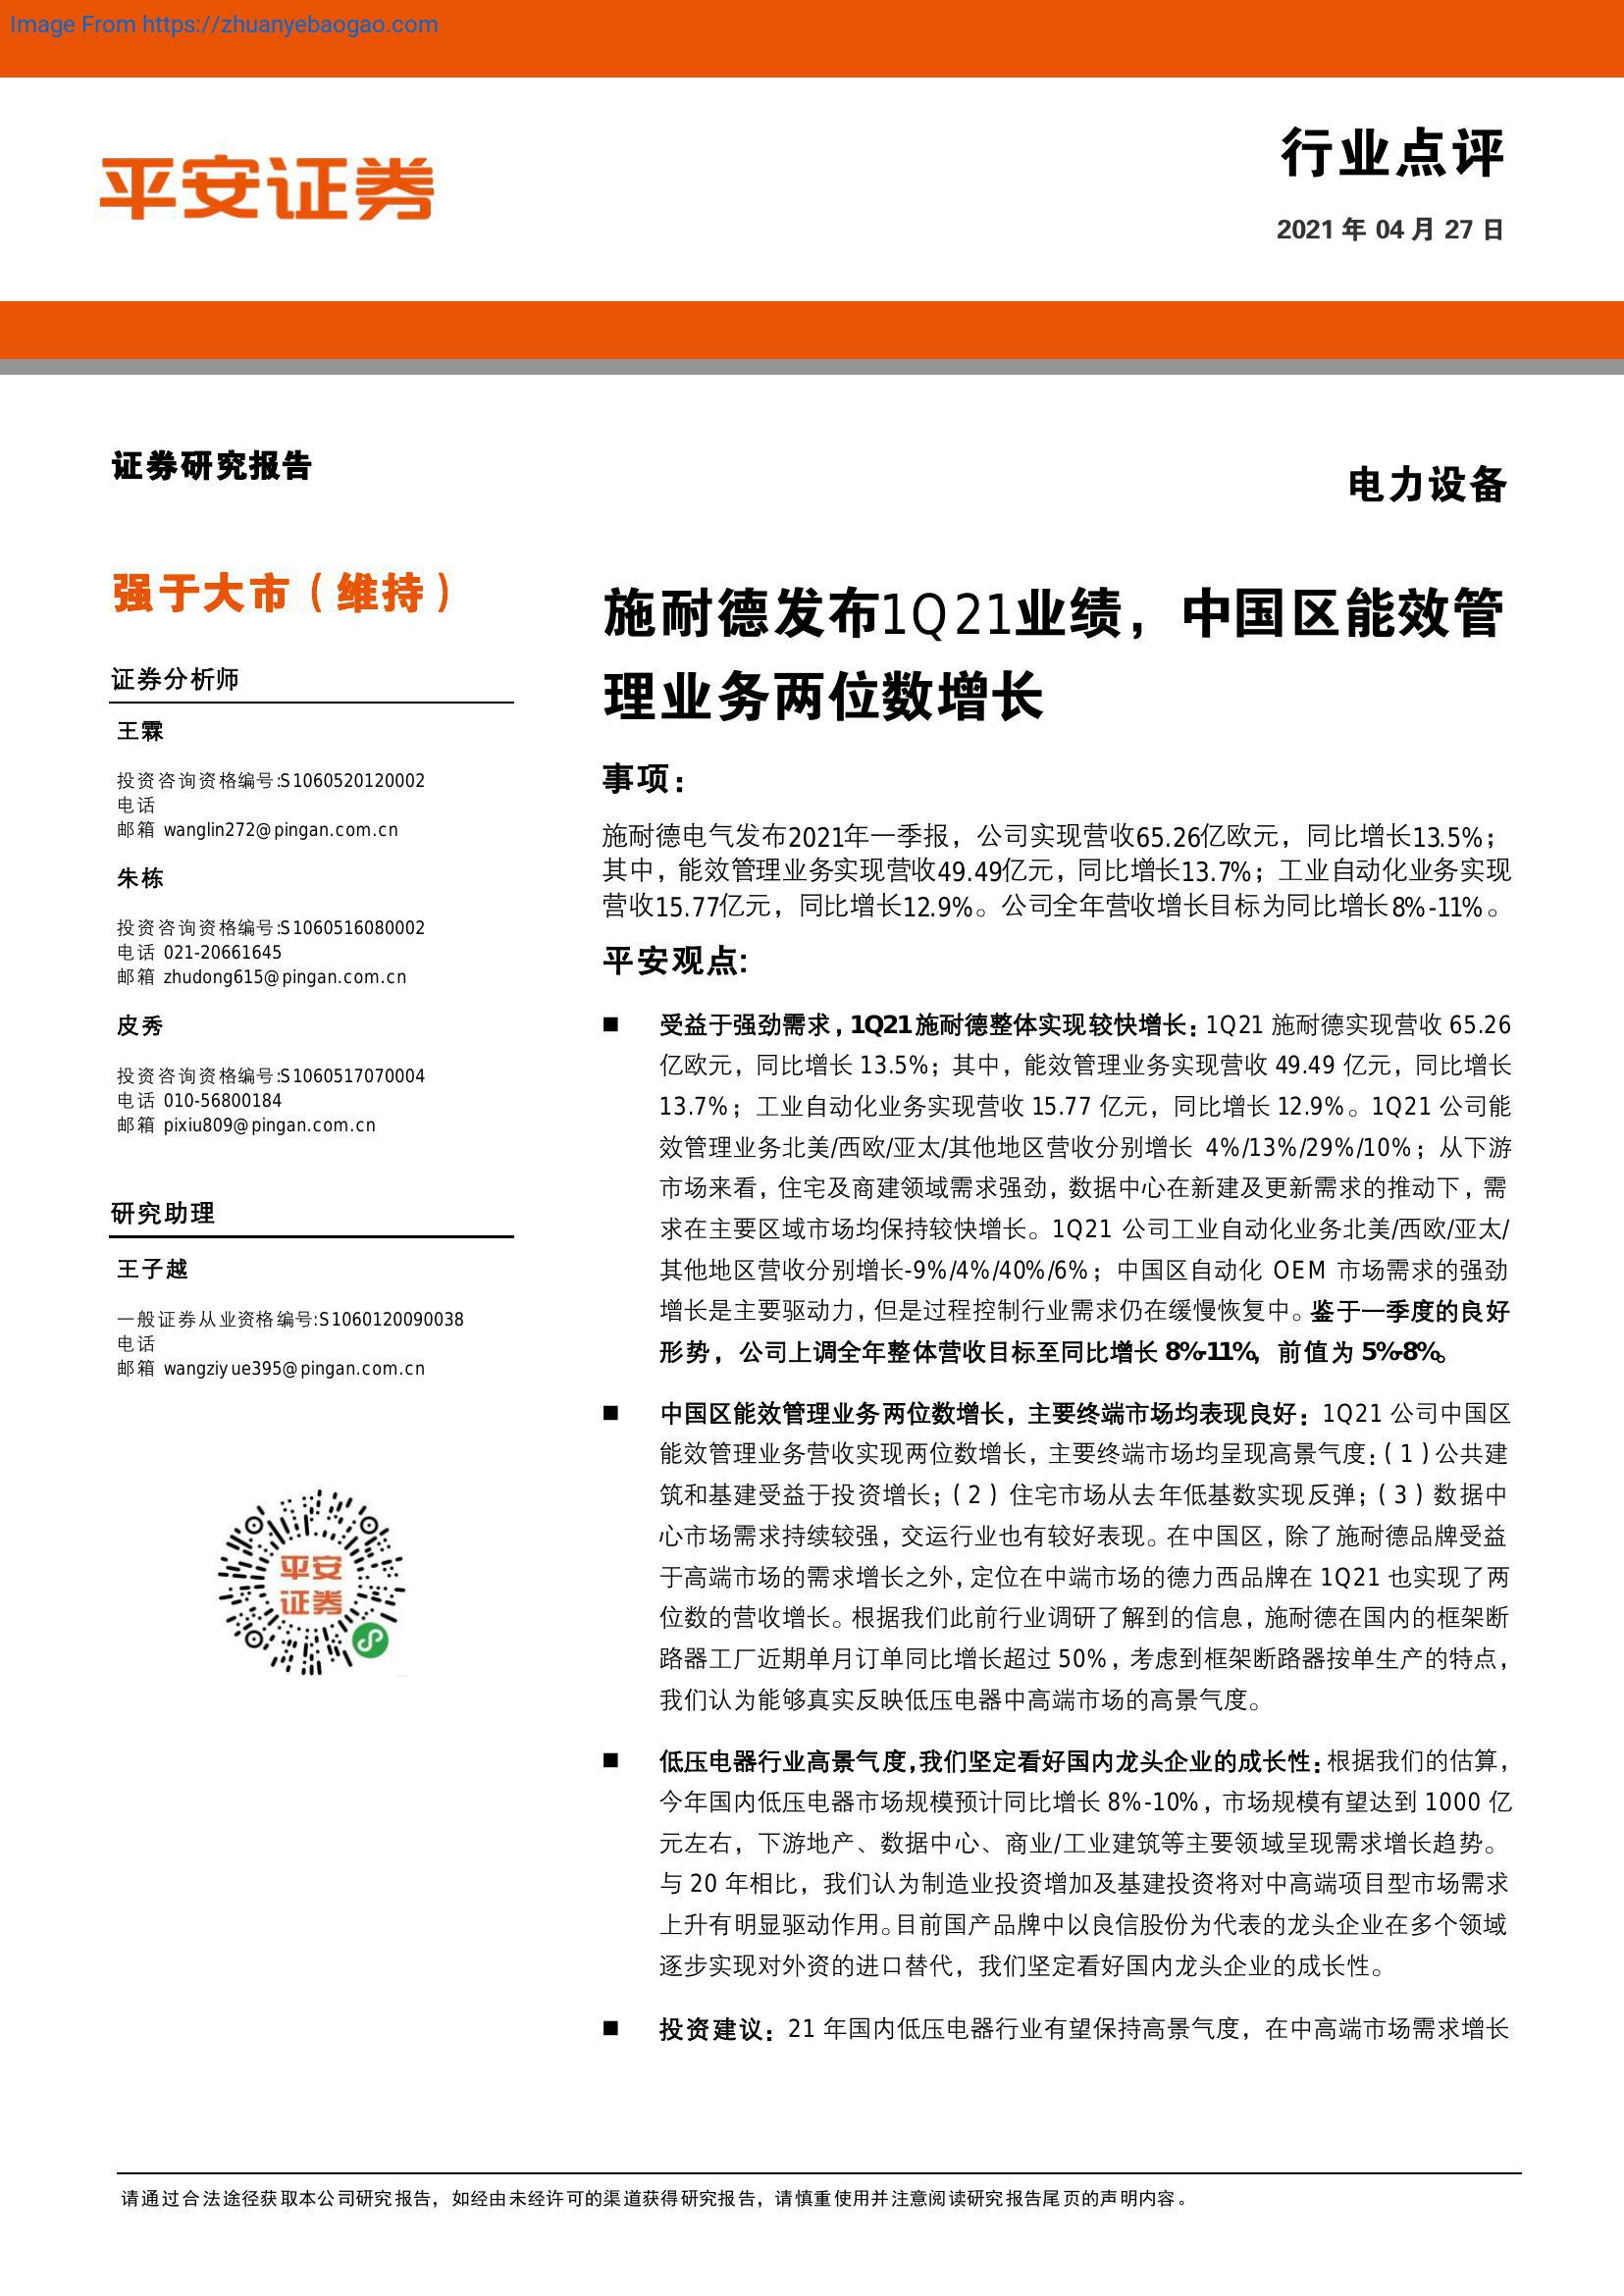 Image From https://zhuanyebaogao.com
平安证券
行业点评
2021 年 04 月 27 日
证券研究报告
电力设备
强于大市（维持）
证券分析师
王霖
投资咨询资格编号:S1060520120002
电话
邮箱 wanglin272@pingan.com.cn
朱栋
投资咨询资格编号:S1060516080002
电话 021-20661645
邮箱 zhudong615@pingan.com.cn
皮秀
投资咨询资格编号:S1060517070004
电话 010-56800184
邮箱 pixiu809@pingan.com.cn
研究助理
王子越
一般证券从业资格编号:S1060120090038
电话
邮箱 wangziyue395@pingan.com.cn
平安
证券
施耐德发布1Q21业绩，中国区能效管
理业务两位数增长
事项：
施耐德电气发布2021年一季报，公司实现营收65.26亿欧元，同比增长13.5%；
其中，能效管理业务实现营收49.49亿元，同比增长13.7%；工业自动化业务实现
营收15.77亿元，同比增长12.9%。公司全年营收增长目标为同比增长8%-11%。
平安观点:
■ 受益于强劲需求，1Q21施耐德整体实现较快增长：1Q21 施耐德实现营收 65.26
亿欧元，同比增长 13.5%；其中，能效管理业务实现营收 49.49 亿元，同比增长
13.7%；工业自动化业务实现营收 15.77 亿元，同比增长 12.9%。1Q21 公司能
效管理业务北美/西欧/亚太/其他地区营收分别增长 4%/13%/29%/10%；从下游
市场来看，住宅及商建领域需求强劲，数据中心在新建及更新需求的推动下，需
求在主要区域市场均保持较快增长。1Q21 公司工业自动化业务北美/西欧/亚太/
其他地区营收分别增长-9%/4%/40%/6%；中国区自动化 OEM 市场需求的强劲
增长是主要驱动力，但是过程控制行业需求仍在缓慢恢复中。鉴于一季度的良好
形势，公司上调全年整体营收目标至同比增长 8%-11%，前值为 5%-8%。
■ 中国区能效管理业务两位数增长，主要终端市场均表现良好：1Q21 公司中国区
能效管理业务营收实现两位数增长，主要终端市场均呈现高景气度：（1）公共建
筑和基建受益于投资增长；（2）住宅市场从去年低基数实现反弹；（3）数据中
心市场需求持续较强，交运行业也有较好表现。在中国区，除了施耐德品牌受益
于高端市场的需求增长之外，定位在中端市场的德力西品牌在 1Q21 也实现了两
位数的营收增长。根据我们此前行业调研了解到的信息，施耐德在国内的框架断
路器工厂近期单月订单同比增长超过 50%，考虑到框架断路器按单生产的特点，
我们认为能够真实反映低压电器中高端市场的高景气度。
■ 低压电器行业高景气度，我们坚定看好国内龙头企业的成长性：根据我们的估算，
今年国内低压电器市场规模预计同比增长 8%-10%，市场规模有望达到 1000 亿
元左右，下游地产、数据中心、商业/工业建筑等主要领域呈现需求增长趋势。
与 20 年相比，我们认为制造业投资增加及基建投资将对中高端项目型市场需求
上升有明显驱动作用。目前国产品牌中以良信股份为代表的龙头企业在多个领域
逐步实现对外资的进口替代，我们坚定看好国内龙头企业的成长性。
■ 投资建议：21 年国内低压电器行业有望保持高景气度，在中高端市场需求增长
请通过合法途径获取本公司研究报告，如经由未经许可的渠道获得研究报告，请慎重使用并注意阅读研究报告尾页的声明内容。